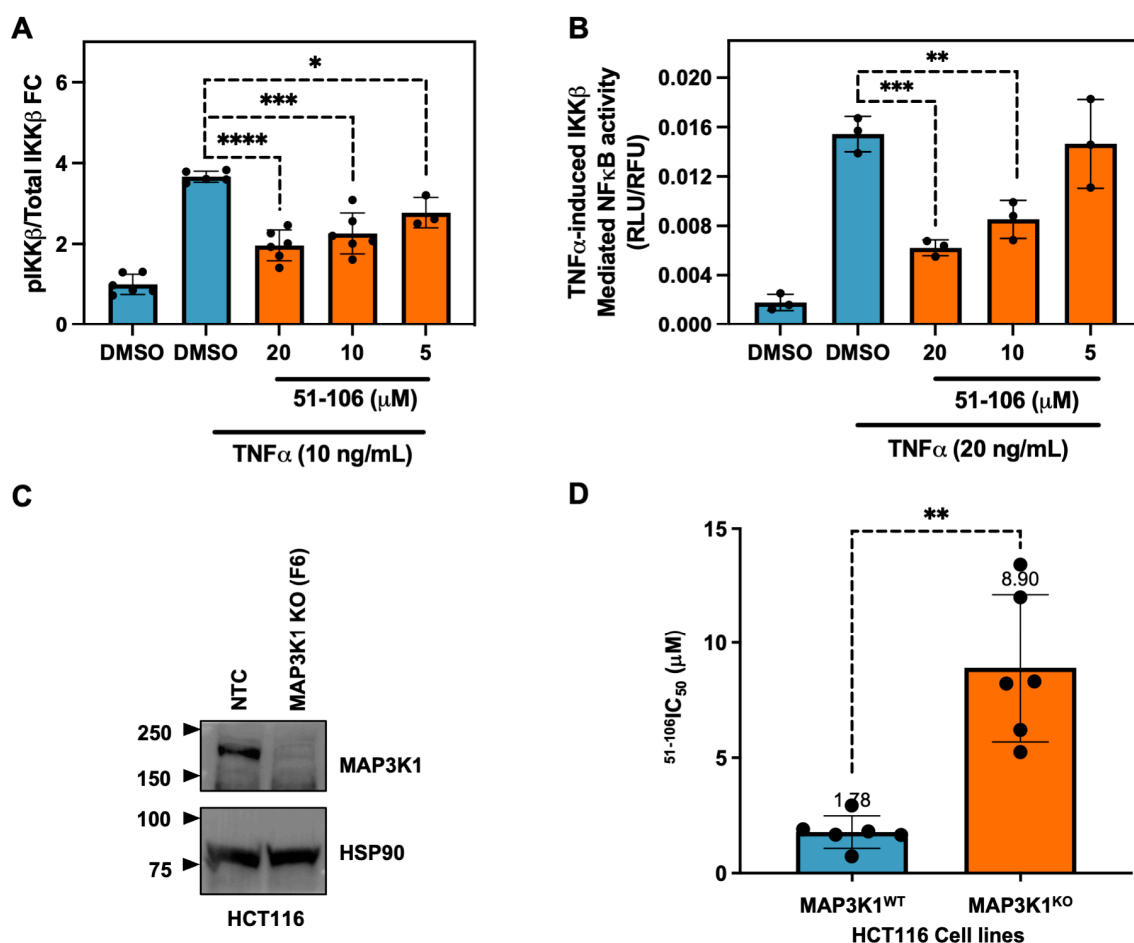 A
pIKKβ/Total IKKβ FC
6
4
2
0
*
***
****
DMSO DMSO 20 10 5
51-106 (μM)
TNFα (10 ng/mL)
B
TNFα-induced IKKβ
Mediated NFκB activity
(RLU/RFU)
0.020
0.016
0.012
0.008
0.004
0.000
**
***
DMSO DMSO 20 10 5
51-106 (μM)
TNFα (20 ng/mL)
C
NTC
MAP3K1 KO (F6)
250
150
MAP3K1
100
75
HSP90
HCT116
D
51-106IC50 (μM)
15
10
5
0
**
1.78
8.90
MAP3K1WT MAP3K1KO
HCT116 Cell lines